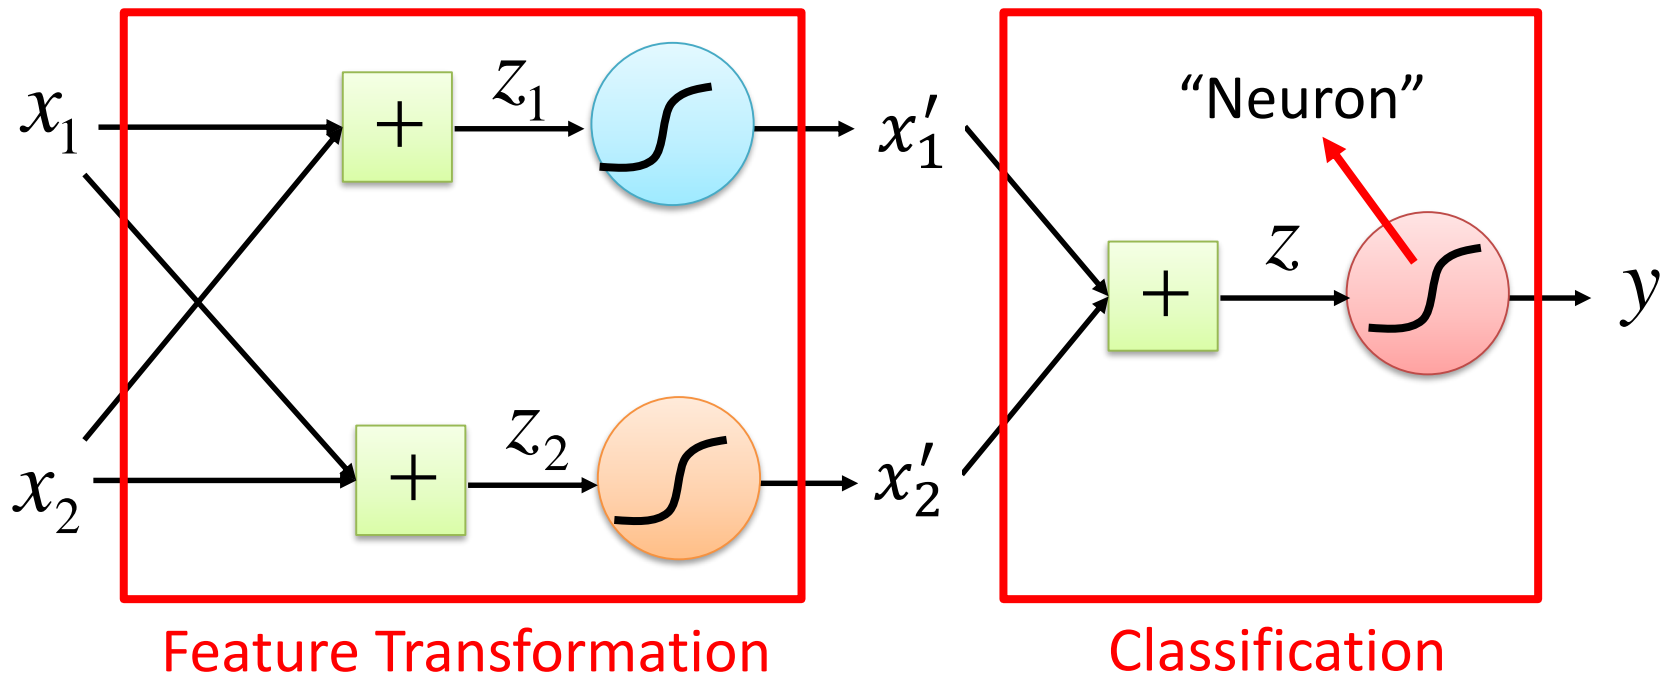 “Neuron”
x₁
+
z₁
x′₁
+
z
y
x₂
+
z₂
x′₂
Feature Transformation
Classification